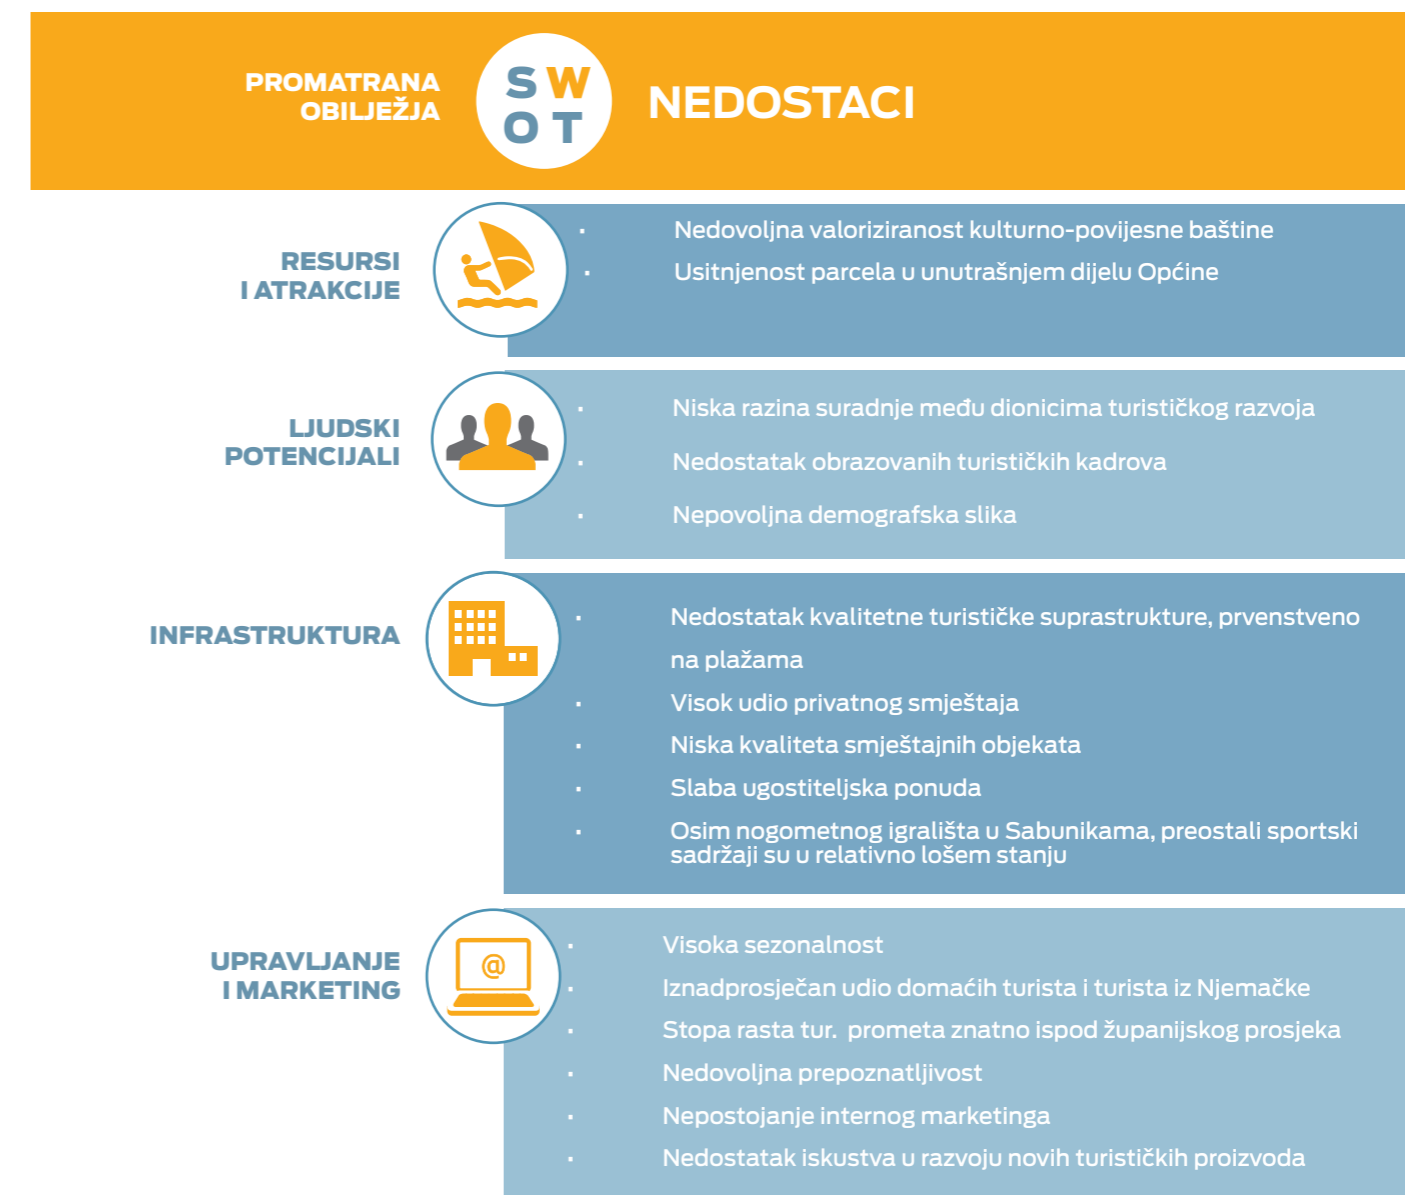 PROMATRANA
OBILJEŽJA
S W
O T
NEDOSTACI
RESURSI
I ATRAKCIJE
· Nedovoljna valoriziranost kulturno-povijesne baštine
· Usitnjenost parcela u unutrašnjem dijelu Općine
LJUDSKI
POTENCIJALI
· Niska razina suradnje među dionicima turističkog razvoja
· Nedostatak obrazovanih turističkih kadrova
· Nepovoljna demografska slika
INFRASTRUKTURA
· Nedostatak kvalitetne turističke suprastrukture, prvenstveno
na plažama
· Visok udio privatnog smještaja
· Niska kvaliteta smještajnih objekata
· Slaba ugostiteljska ponuda
· Osim nogometnog igrališta u Sabunikama, preostali sportski
sadržaji su u relativno lošem stanju
UPRAVLJANJE
I MARKETING
@
· Visoka sezonalnost
· Iznadprosječan udio domaćih turista i turista iz Njemačke
· Stopa rasta tur. prometa znatno ispod županijskog prosjeka
· Nedovoljna prepoznatljivost
· Nepostojanje internog marketinga
· Nedostatak iskustva u razvoju novih turističkih proizvoda